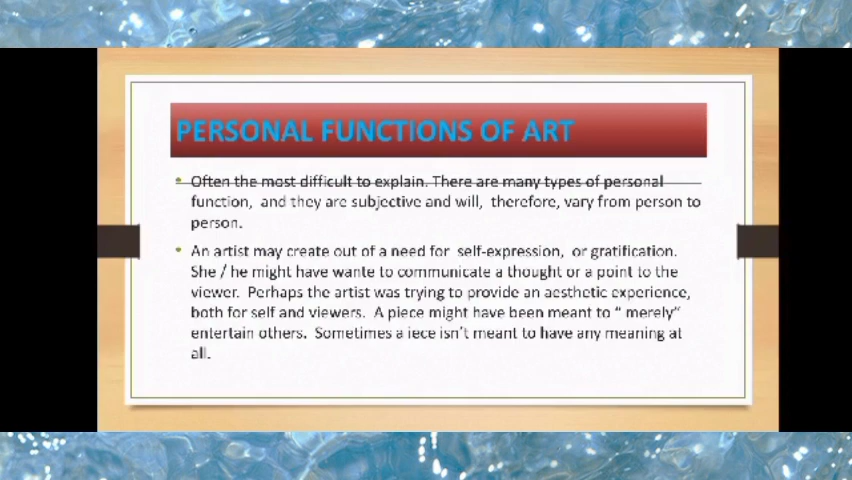 PERSONAL FUNCTIONS OF ART
• Often the most difficult to explain. There are many types of personal
function, and they are subjective and will, therefore, vary from person to
person.
• An artist may create out of a need for self-expression, or gratification.
She / he might have wante to communicate a thought or a point to the
viewer. Perhaps the artist was trying to provide an aesthetic experience,
both for self and viewers. A piece might have been meant to “ merely”
entertain others. Sometimes a iece isn’t meant to have any meaning at
all.